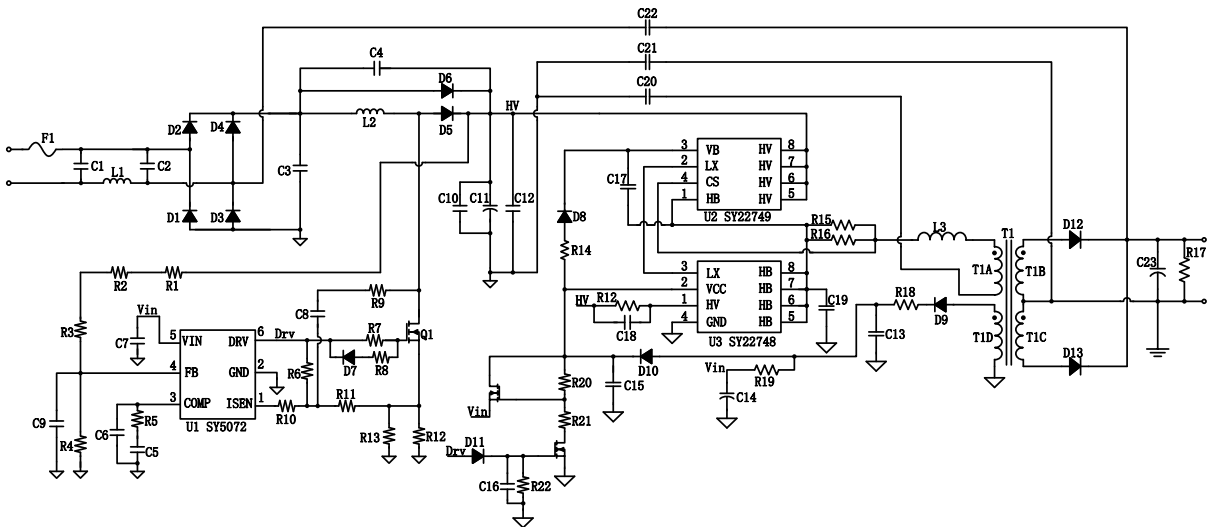 C22
C21
C4
C20
D6
HV
L2
D5
F1
D2
D4
C1
C2
C3
L1
D1
D3
C10
C11
C12
C17
3 VB HV 8
2 LX HV 7
4 CS HV 6
1 HB HV 5
U2 SY22749
D8
R14
R15
R16
L3
T1
D12
T1A
T1B
C23
R17
R2
R1
R9
C8
3 LX HB 8
2 VCC HB 7
1 HV HB 6
4 GND HB 5
U3 SY22748
HV
R12
C18
C19
R18
D9
C13
T1D
T1C
D13
R3
Vin
C7
5 VIN DRV 6
4 FB GND 2
3 COMP ISEN 1
U1 SY5072
Drv
R7
Q1
D7
R8
R6
R10
R11
D10
C15
R19
Vin
C14
R20
Vin
R21
C9
R4
C6
R5
C5
R13
R12
Drv
D11
C16
R22